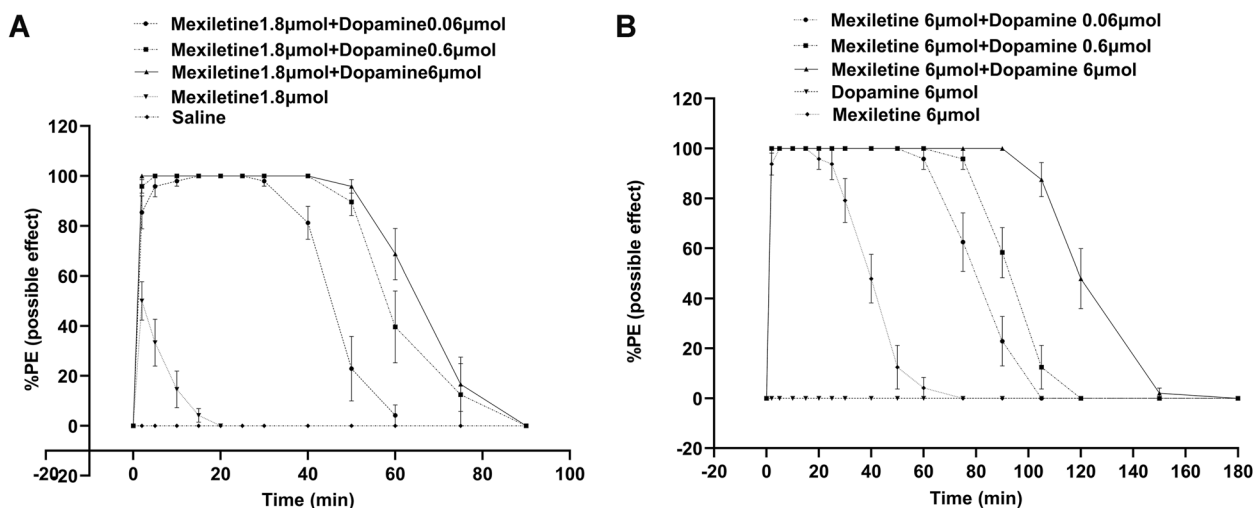 A
Mexiletine1.8μmol+Dopamine0.06μmol
Mexiletine1.8μmol+Dopamine0.6μmol
Mexiletine1.8μmol+Dopamine6μmol
Mexiletine1.8μmol
Saline
120
100
80
60
40
20
0
-20
%PE (possible effect)
-20 0 20 40 60 80 100
Time (min)
B
Mexiletine 6μmol+Dopamine 0.06μmol
Mexiletine 6μmol+Dopamine 0.6μmol
Mexiletine 6μmol+Dopamine 6μmol
Dopamine 6μmol
Mexiletine 6μmol
120
100
80
60
40
20
0
-20
%PE (possible effect)
-20 0 20 40 60 80 100 120 140 160 180
Time (min)